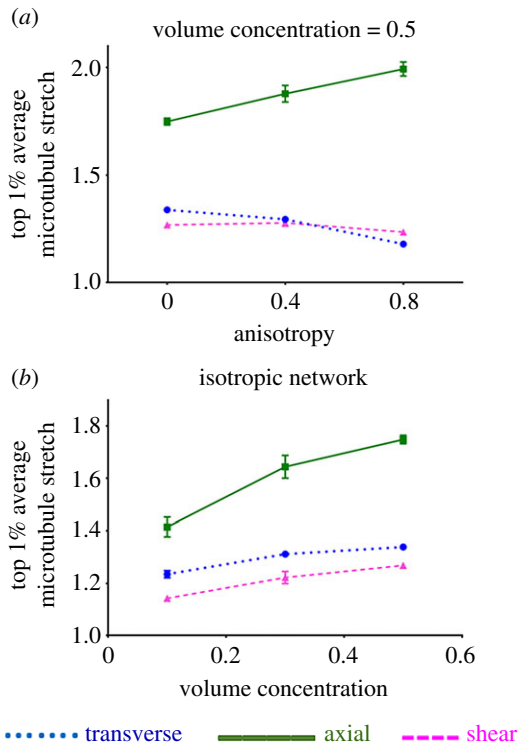 (a)
volume concentration = 0.5
top 1% average
microtubule stretch
2.0
1.5
1.0
0 0.4 0.8
anisotropy
(b)
isotropic network
top 1% average
microtubule stretch
1.8
1.6
1.4
1.2
1.0
0 0.2 0.4 0.6
volume concentration
transverse axial shear